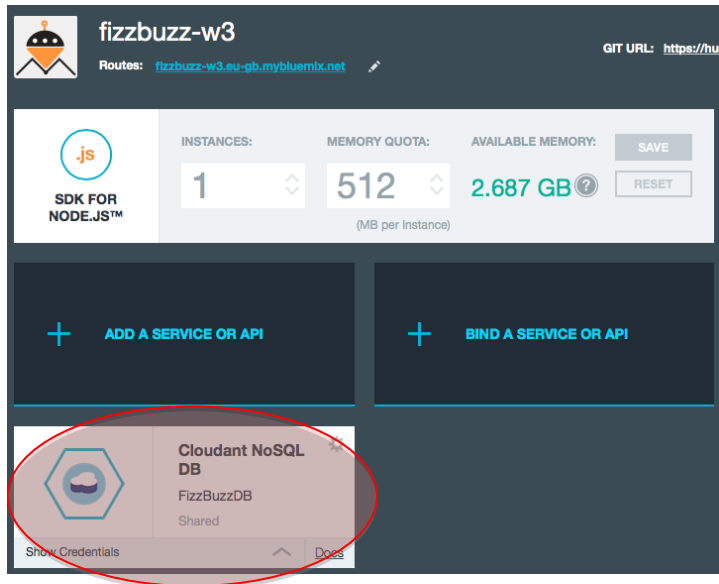 fizzbuzz-w3
GIT URL: https://hu
Routes: fizzbuzz-w3.eu-gb.mybluemix.net
.js
SDK FOR
NODE.JS™
INSTANCES:
1
MEMORY QUOTA:
512
(MB per Instance)
AVAILABLE MEMORY:
2.687 GB ?
SAVE
RESET
+ ADD A SERVICE OR API
+ BIND A SERVICE OR API
Cloudant NoSQL
DB
FizzBuzzDB
Shared
Show Credentials
Docs